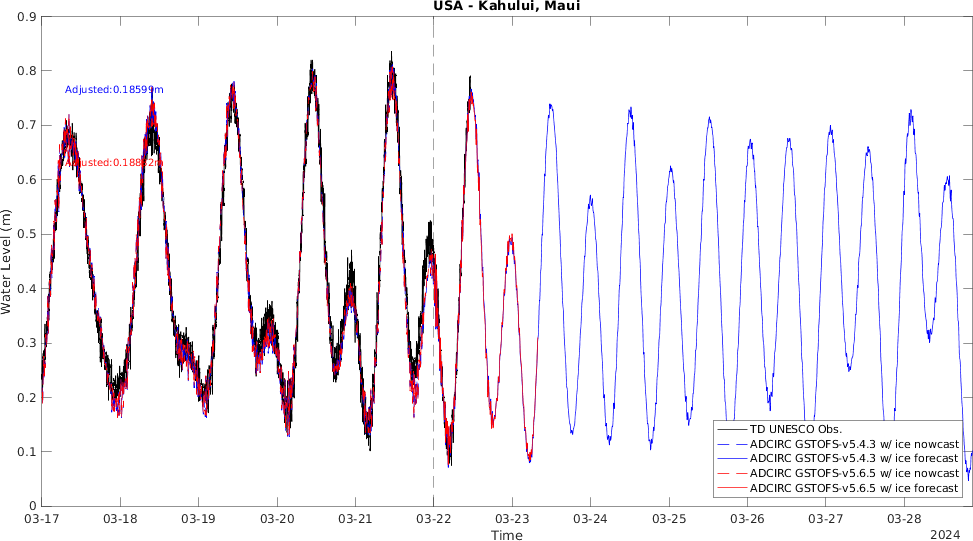 USA - Kahului, Maui
0.9
0.8
0.7
0.6
0.5
0.4
0.3
0.2
0.1
0
Water Level (m)
Adjusted:0.18599m
TD UNESCO Obs.
ADCIRC GSTOFS-v5.4.3 w/ ice nowcast
ADCIRC GSTOFS-v5.4.3 w/ ice forecast
ADCIRC GSTOFS-v5.6.5 w/ ice nowcast
ADCIRC GSTOFS-v5.6.5 w/ ice forecast
03-17 03-18 03-19 03-20 03-21 03-22 03-23 03-24 03-25 03-26 03-27 03-28
Time
2024